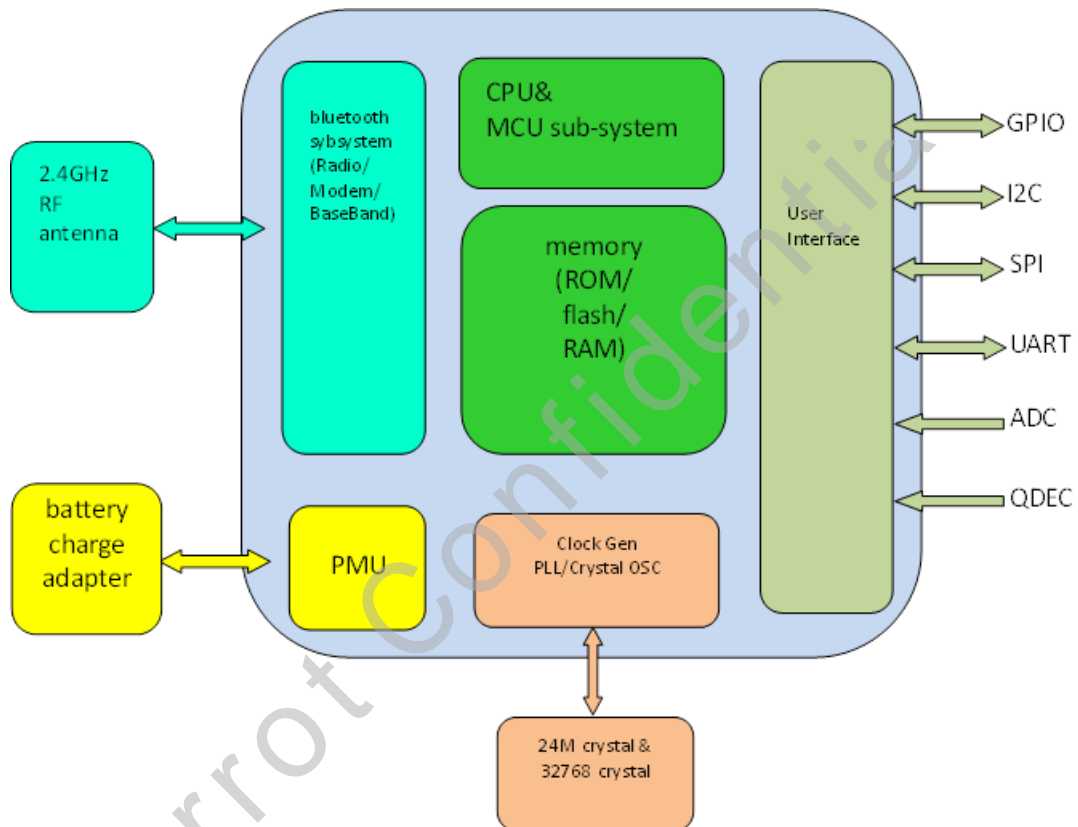 2.4GHz
RF
antenna
bluetooth
sybsystem
(Radio/
Modem/
BaseBand)
CPU&
MCU sub-system
memory
(ROM/
flash/
RAM)
User
Interface
GPIO
I2C
SPI
UART
ADC
QDEC
battery
charge
adapter
PMU
Clock Gen
PLL/Crystal OSC
24M crystal &
32768 crystal
rrot Confidentia